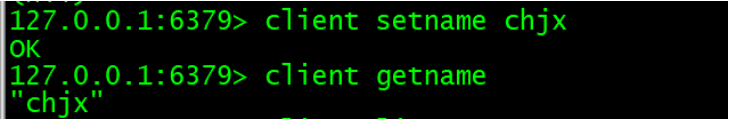 127.0.0.1:6379> client setname chjx
OK
127.0.0.1:6379> client getname
"chjx"